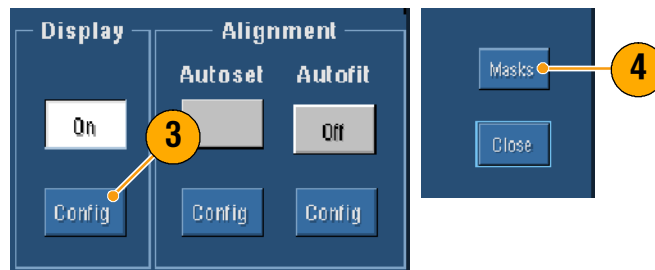 Display
Alignment
Autoset
Autofit
On
3
Off
Config
Config
Config
Masks
4
Close